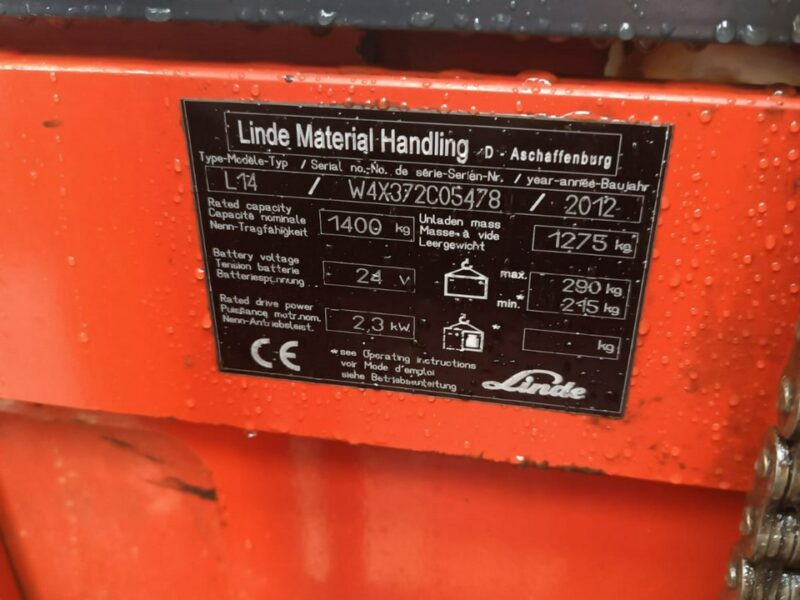 Linde Material Handling D - Aschaffenburg
Type-Modèle-Typ / Serial no.-No. de série-Serien-Nr. / year-année-Baujahr
L14 / W4X372C05478 / 2012
Rated capacity
Capacité nominale
Nenn-Tragfähigkeit
1400 kg
Unladen mass
Masse à vide
Leergewicht
1275 kg
Battery voltage
Tension batterie
Batteriespannung
24 V
max. 290 kg
min.* 215 kg
Rated drive power
Puissance motr.nom.
Nenn-Antriebsleist.
2,3 kW
* kg
CE
*see Operating instructions
voir Mode d'emploi
siehe Betriebsanleitung
Linde